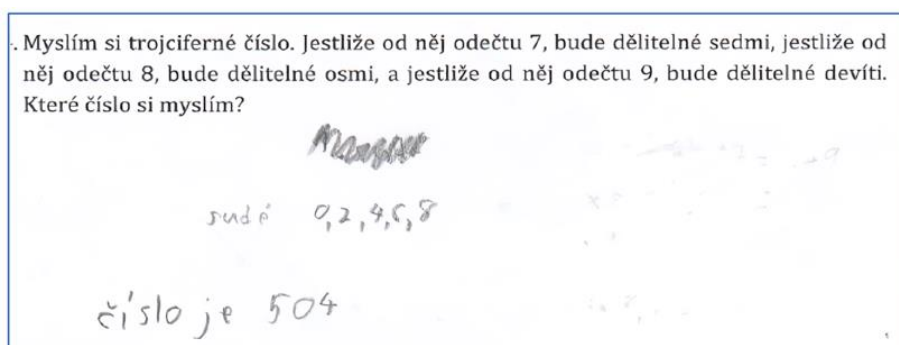 . Myslím si trojciferné číslo. Jestliže od něj odečtu 7, bude dělitelné sedmi, jestliže od
něj odečtu 8, bude dělitelné osmi, a jestliže od něj odečtu 9, bude dělitelné devíti.
Které číslo si myslím?
sudé 0,2,4,6,8
číslo je 504